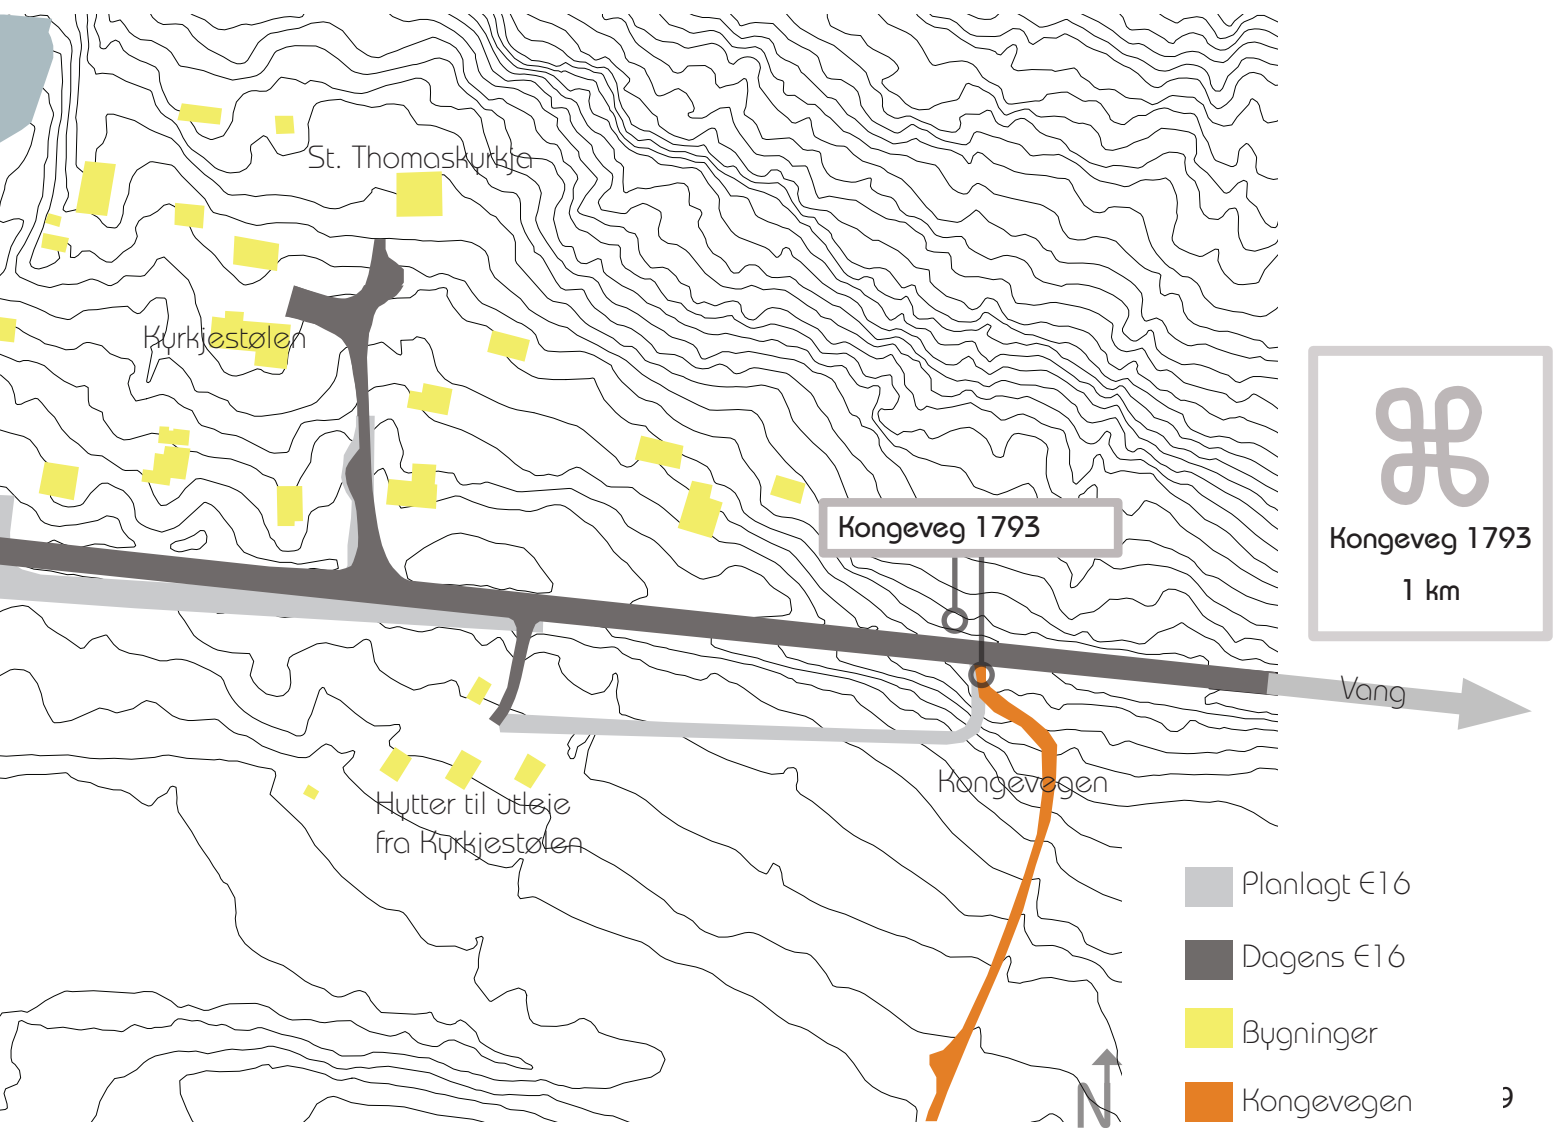 St. Thomaskyrkja
Kyrkjestølen
Kongeveg 1793
Kongeveg 1793
1 km
Vang
Kongevegen
Hytter til utleie
fra Kyrkjestølen
Planlagt E16
Dagens E16
Bygninger
Kongevegen
N
9